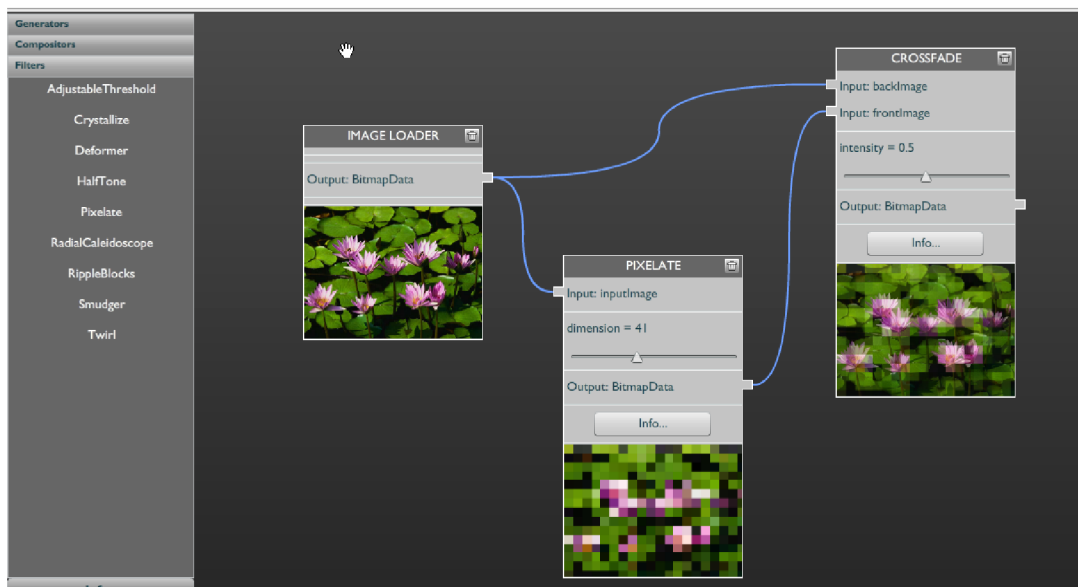 Generators
Compositors
Filters
AdjustableThreshold
Crystallize
Deformer
HalfTone
Pixelate
RadialCaleidoscope
RippleBlocks
Smudger
Twirl
IMAGE LOADER
Output: BitmapData
PIXELATE
Input: inputImage
dimension = 41
Output: BitmapData
Info...
CROSSFADE
Input: backImage
Input: frontImage
intensity = 0.5
Output: BitmapData
Info...